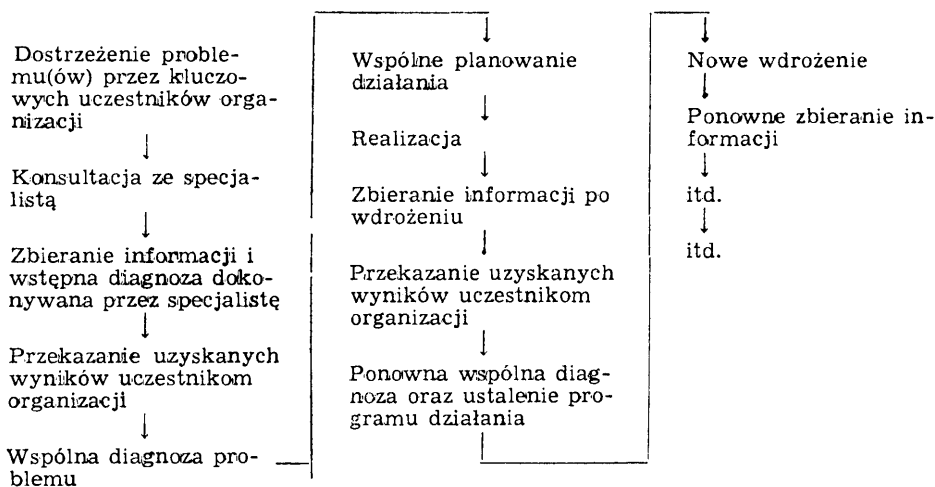 Dostrzeżenie proble-
mu(ów) przez kluczo-
wych uczestników orga-
nizacji
Konsultacja ze specja-
listą
Zbieranie informacji i
wstępna diagnoza doko-
nywana przez specjalistę
Przekazanie uzyskanych
wyników uczestnikom
organizacji
Wspólna diagnoza pro-
blemu
Wspólne planowanie
działania
Realizacja
Zbieranie informacji po
wdrożeniu
Przekazanie uzyskanych
wyników uczestnikom
organizacji
Ponowna wspólna diag-
noza oraz ustalenie pro-
gramu działania
Nowe wdrożenie
Ponowne zbieranie in-
formacji
itd.
itd.